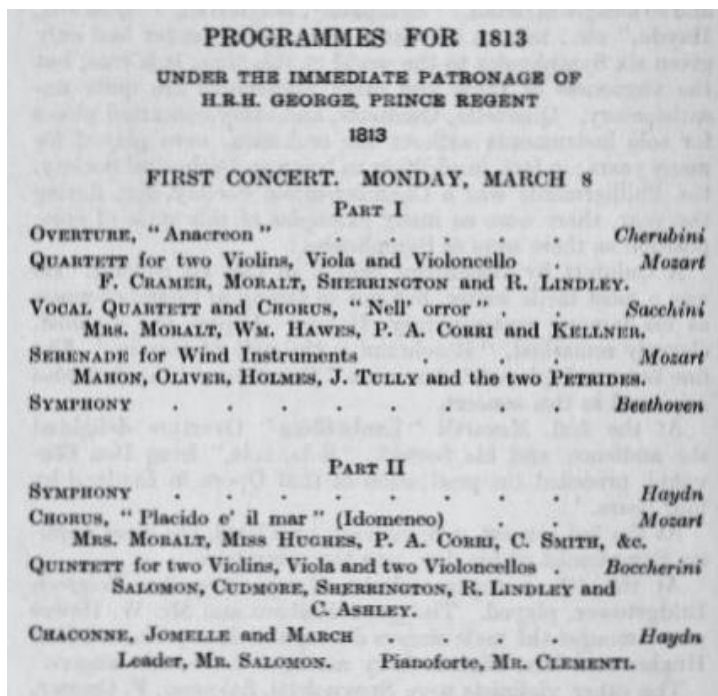 PROGRAMMES FOR 1813
UNDER THE IMMEDIATE PATRONAGE OF
H.R.H. GEORGE, PRINCE REGENT
1813
FIRST CONCERT, MONDAY, MARCH 8
PART I
OVERTURE, "Anacreon" . . . . . Cherubini
QUARTETT for two Violins, Viola and Violoncello . Mozart
F. CRAMER, MORALT, SHERRINGTON and R. LINDLEY.
VOCAL QUARTETT and CHORUS, "Nell' orror" . . Sacchini
MRS. MORALT, WM. HAWES, P. A. CORRI and KELLNER.
SERENADE for Wind Instruments . . . Mozart
MAHON, OLIVER, HOLMES, J. TULLY and the two PETRIDES.
SYMPHONY . . . . . . . . Beethoven
PART II
SYMPHONY . . . . . . . . Haydn
CHORUS, "Placido e' il mar" (Idomeneo) . . Mozart
MRS. MORALT, MISS HUGHES, P. A. CORRI, C. SMITH, &c.
QUINTETT for two Violins, Viola and two Violoncellos . Boccherini
SALOMON, CUDMORE, SHERRINGTON, R. LINDLEY and
C. ASHLEY.
CHACONNE, JOMELLE and MARCH . . . Haydn
Leader, MR. SALOMON. Pianoforte, MR. CLEMENTI.